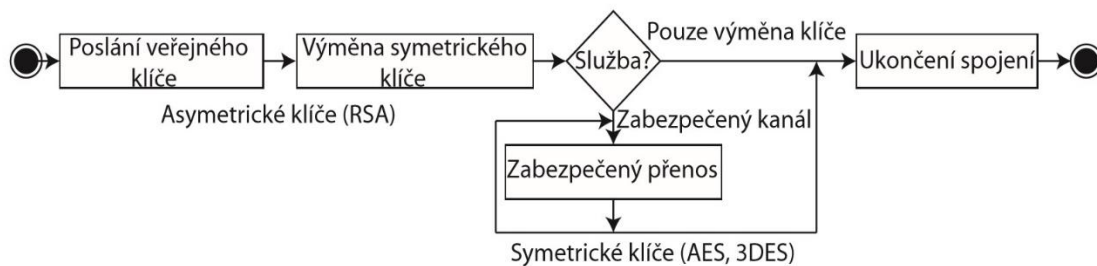 Poslání veřejného
klíče
Výměna symetrického
klíče
Služba?
Pouze výměna klíče
Ukončení spojení
Asymetrické klíče (RSA)
Zabezpečený kanál
Zabezpečený přenos
Symetrické klíče (AES, 3DES)